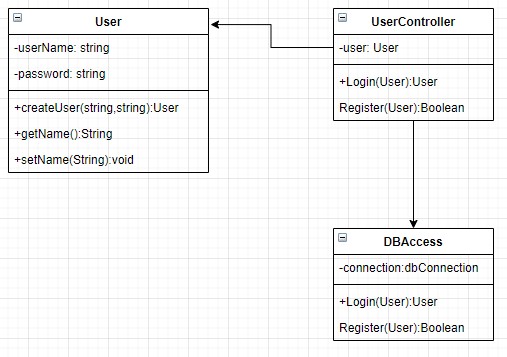 User
-userName: string
-password: string
+createUser(string,string):User
+getName():String
+setName(String):void
UserController
-user: User
+Login(User):User
Register(User):Boolean
DBAccess
-connection:dbConnection
+Login(User):User
Register(User):Boolean